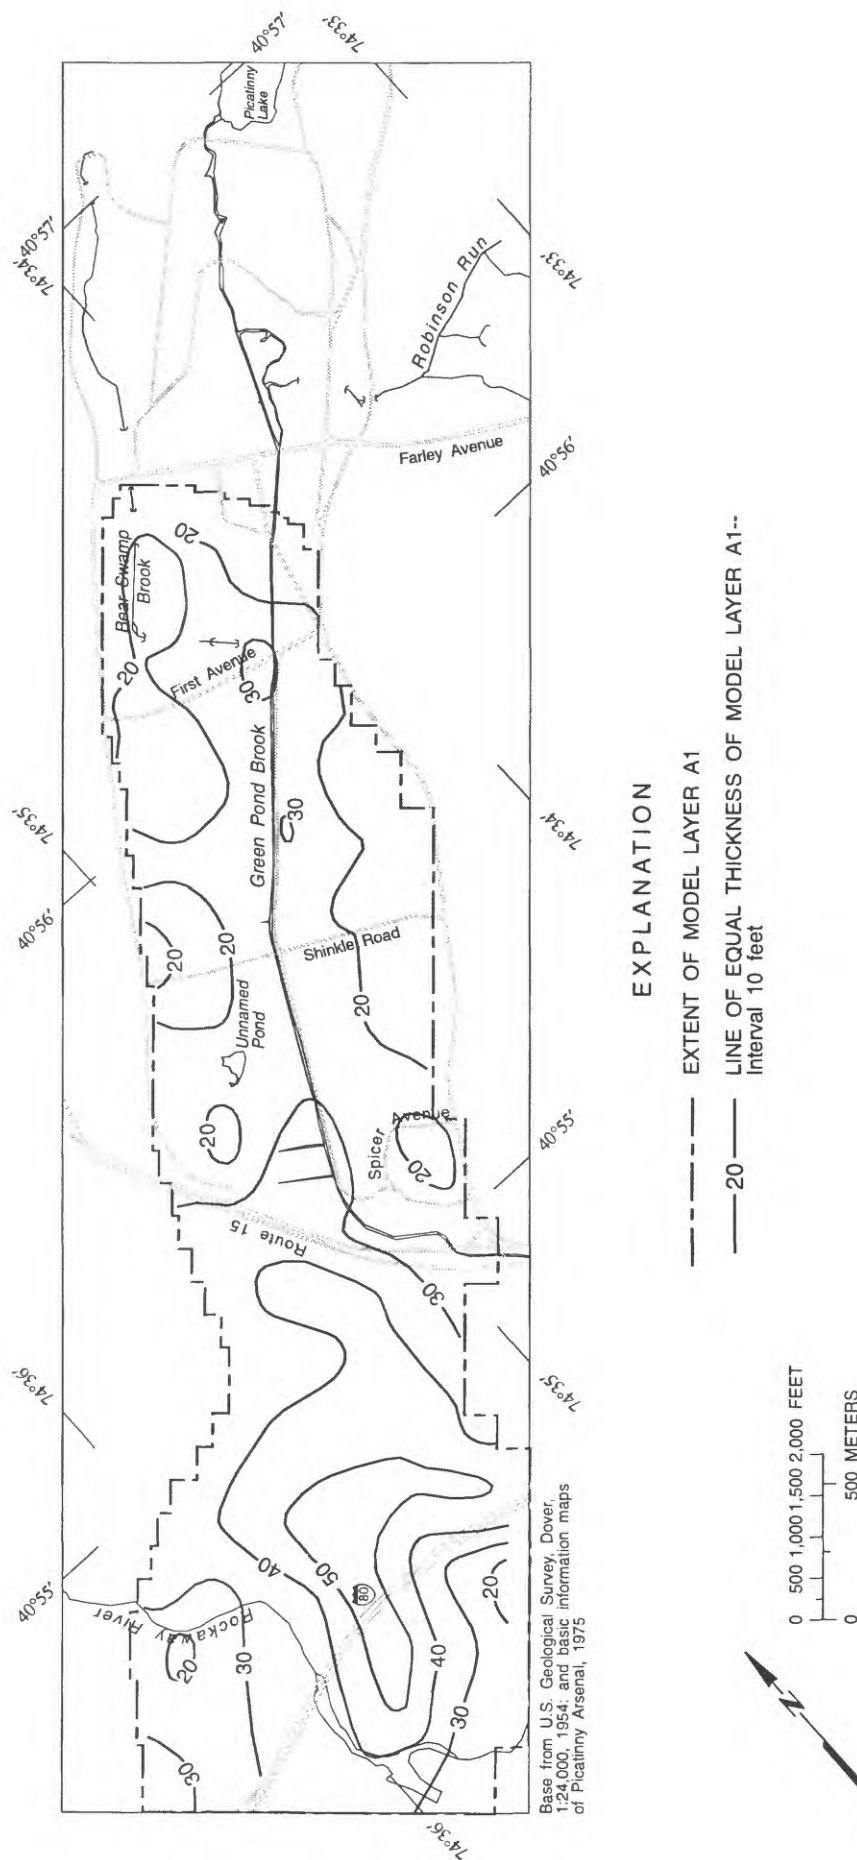 40°57'
74°33'
Picatinny
Lake
40°57'
74°34'
Robinson Run
74°33'
Farley Avenue
40°56'
20
Bear Swamp
Brook
20
First Avenue
30
Green Pond Brook
30
74°35'
74°34'
40°56'
20
20
Shinkle Road
20
Unnamed
Pond
20
Spicer
Avenue
20
40°55'
Route 15
30
74°36'
74°35'
40
50
80
40°55'
Rockaway River
20
30
20
40
30
30
74°36'
Base from U.S. Geological Survey, Dover,
1:24,000, 1954; and basic information maps
of Picatinny Arsenal, 1975
EXPLANATION
EXTENT OF MODEL LAYER A1
20 LINE OF EQUAL THICKNESS OF MODEL LAYER A1--
Interval 10 feet
0 500 1,000 1,500 2,000 FEET
0 500 METERS
N